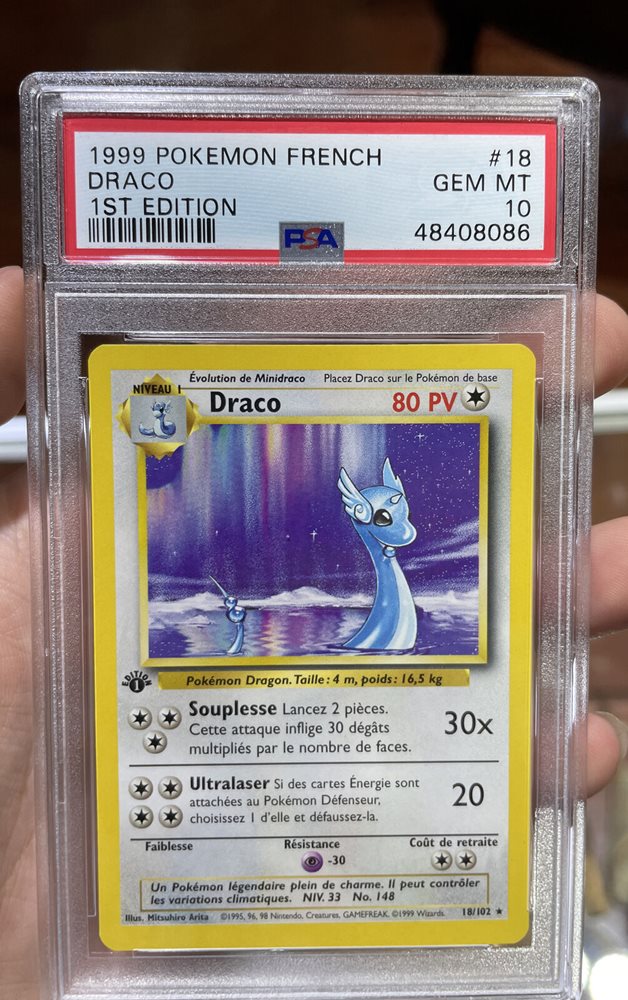 1999 POKEMON FRENCH #18
DRACO GEM MT
1ST EDITION 10
PSA 48408086
NIVEAU 1 Évolution de Minidraco Placez Draco sur le Pokémon de base
Draco 80 PV
EDITION 1
Pokémon Dragon. Taille : 4 m, poids : 16,5 kg
Souplesse Lancez 2 pièces.
Cette attaque inflige 30 dégâts 30x
multipliés par le nombre de faces.
Ultralaser Si des cartes Énergie sont
attachées au Pokémon Défenseur, 20
choisissez 1 d'elle et défaussez-la.
Faiblesse Résistance Coût de retraite
-30
Un Pokémon légendaire plein de charme. Il peut contrôler
les variations climatiques. NIV. 33 No. 148
Illus. Mitsuhiro Arita ©1995, 96, 98 Nintendo, Creatures, GAMEFREAK. ©1999 Wizards. 18/102 ★